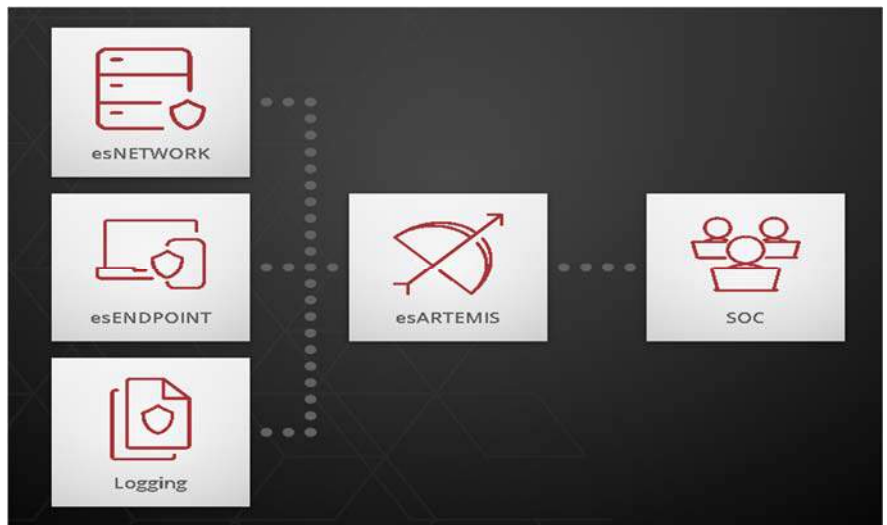 esNETWORK
esENDPOINT
esARTEMIS
SOC
Logging